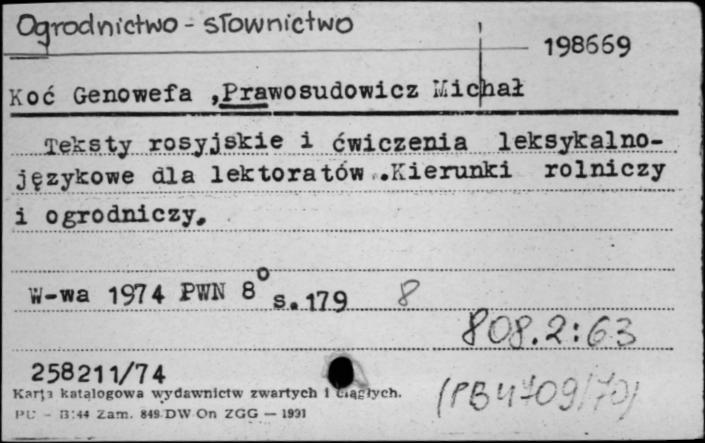 Ogrodnictwo - słownictwo
198669
Koć Genowefa ,Prawosudowicz Michał
Teksty rosyjskie i ćwiczenia leksykalno-
językowe dla lektoratów .Kierunki rolniczy
i ogrodniczy.
W-wa 1974 PWN 8° s.179 8
808.2:63
258211/74
Karta katalogowa wydawnictw zwartych i ciągłych.
Zam. 849 DW On ZGG — 1991